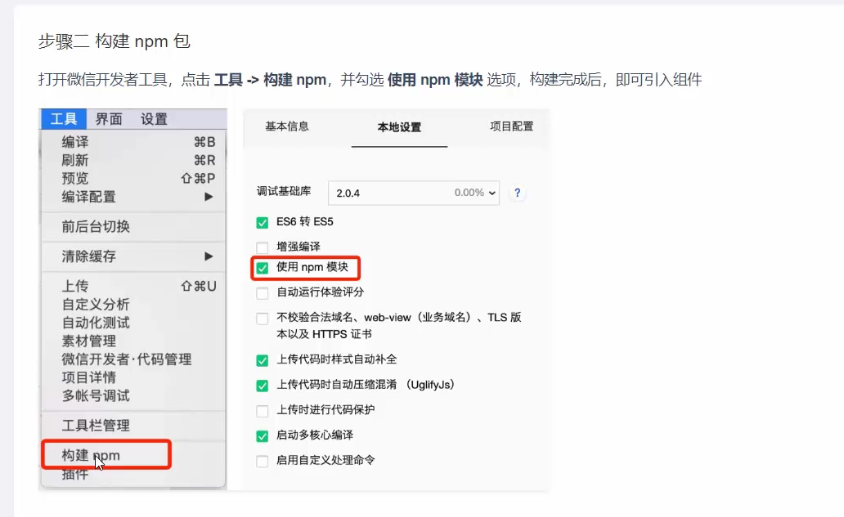 步骤二 构建 npm 包
打开微信开发者工具，点击 工具 -> 构建 npm，并勾选 使用 npm 模块 选项，构建完成后，即可引入组件
工具 界面 设置
编译 ⌘B
刷新 ⌘R
预览 ⇧⌘P
编译配置 ▶
前后台切换
清除缓存 ▶
上传 ⇧⌘U
自定义分析
自动化测试
素材管理
微信开发者·代码管理
项目详情
多帐号调试
工具栏管理
构建 npm
插件
基本信息 本地设置 项目配置
调试基础库 2.0.4 0.00% ?
ES6 转 ES5
增强编译
使用 npm 模块
自动运行体验评分
不校验合法域名、web-view（业务域名）、TLS 版
本以及 HTTPS 证书
上传代码时样式自动补全
上传代码时自动压缩混淆 （UglifyJs）
上传时进行代码保护
启动多核心编译
启用自定义处理命令